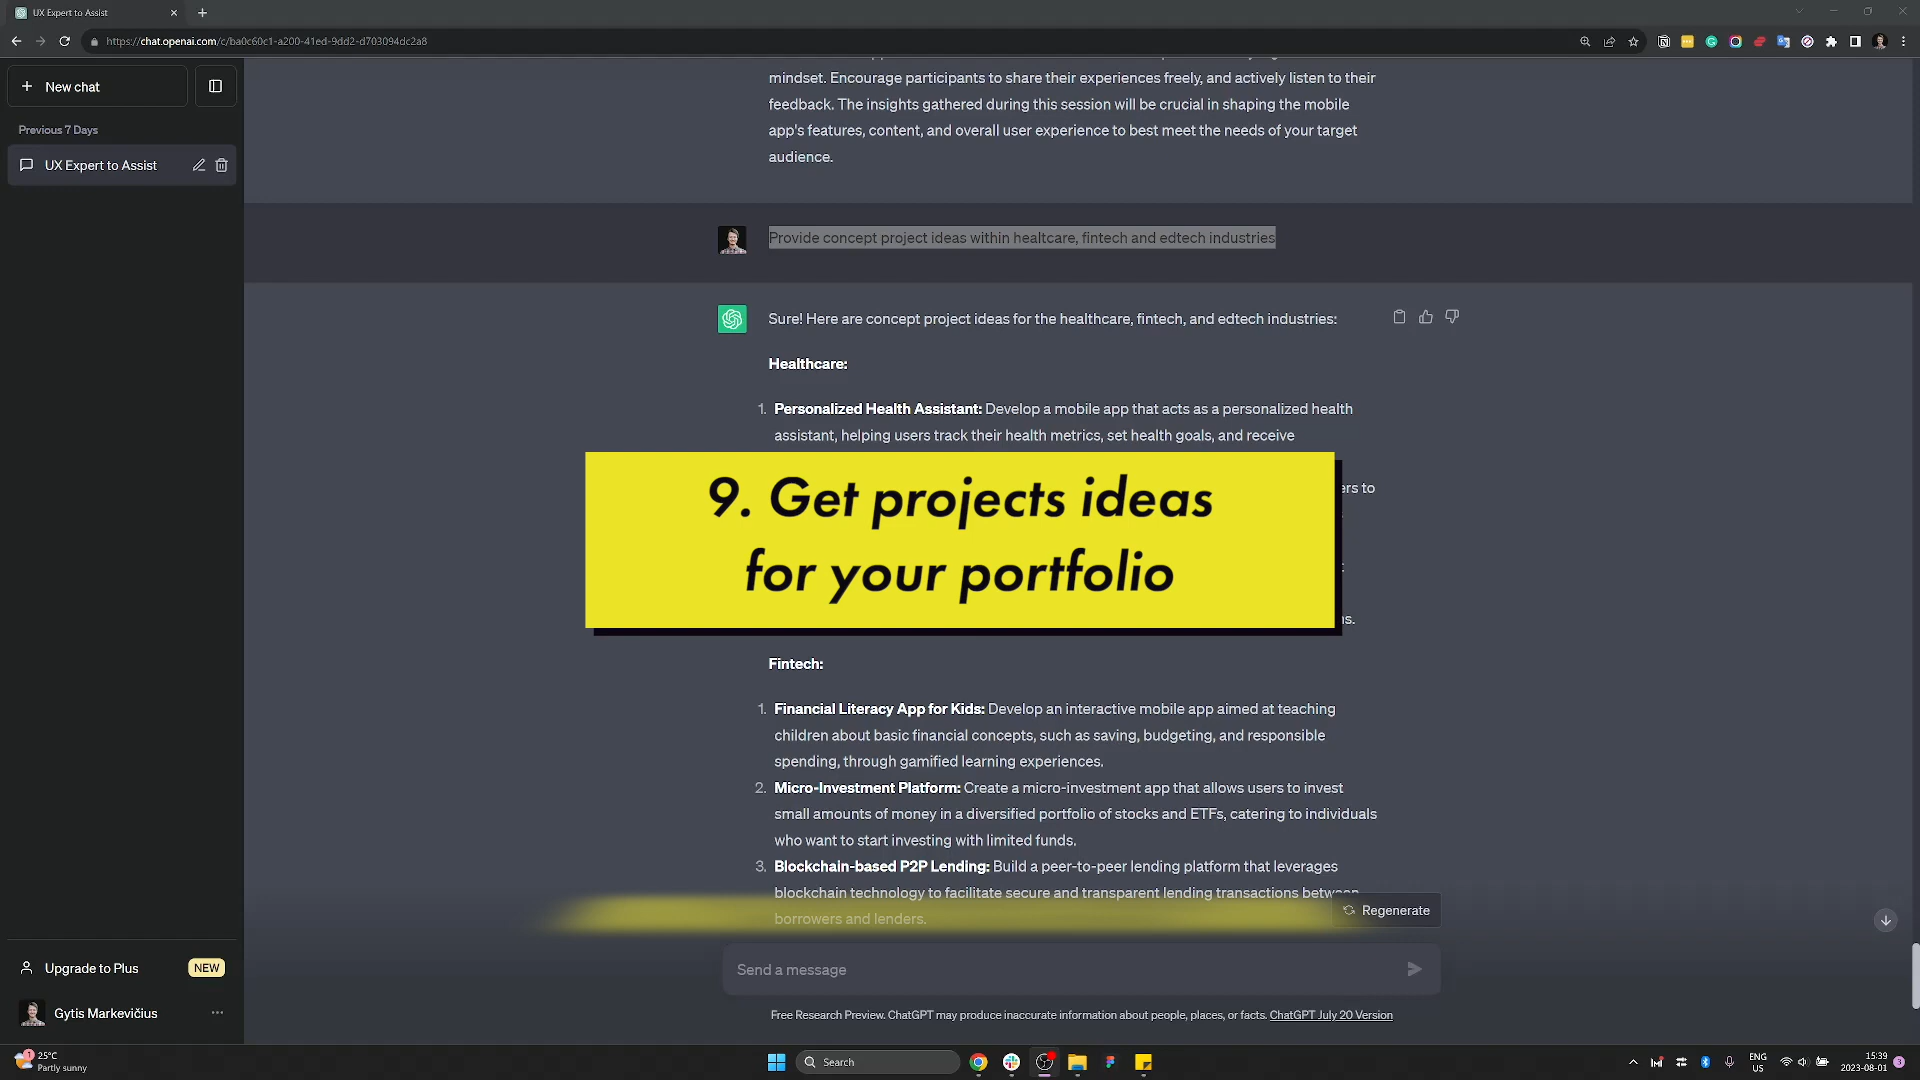 UX Expert to Assist
https://chat.openai.com/c/ba0c60c1-a200-41ed-9dd2-d703094dc2a8
New chat
Previous 7 Days
UX Expert to Assist
mindset. Encourage participants to share their experiences freely, and actively listen to their
feedback. The insights gathered during this session will be crucial in shaping the mobile
app's features, content, and overall user experience to best meet the needs of your target
audience.
Provide concept project ideas within healtcare, fintech and edtech industries
Sure! Here are concept project ideas for the healthcare, fintech, and edtech industries:
Healthcare:
1. Personalized Health Assistant: Develop a mobile app that acts as a personalized health
assistant, helping users track their health metrics, set health goals, and receive
9. Get projects ideas
for your portfolio
Fintech:
1. Financial Literacy App for Kids: Develop an interactive mobile app aimed at teaching
children about basic financial concepts, such as saving, budgeting, and responsible
spending, through gamified learning experiences.
2. Micro-Investment Platform: Create a micro-investment app that allows users to invest
small amounts of money in a diversified portfolio of stocks and ETFs, catering to individuals
who want to start investing with limited funds.
3. Blockchain-based P2P Lending: Build a peer-to-peer lending platform that leverages
blockchain technology to facilitate secure and transparent lending transactions between
borrowers and lenders.
Regenerate
Send a message
Free Research Preview. ChatGPT may produce inaccurate information about people, places, or facts. ChatGPT July 20 Version
Upgrade to Plus NEW
Gytis Markevičius
1
25°C
Partly sunny
Search
ENG
US
15:39
2023-08-01
3